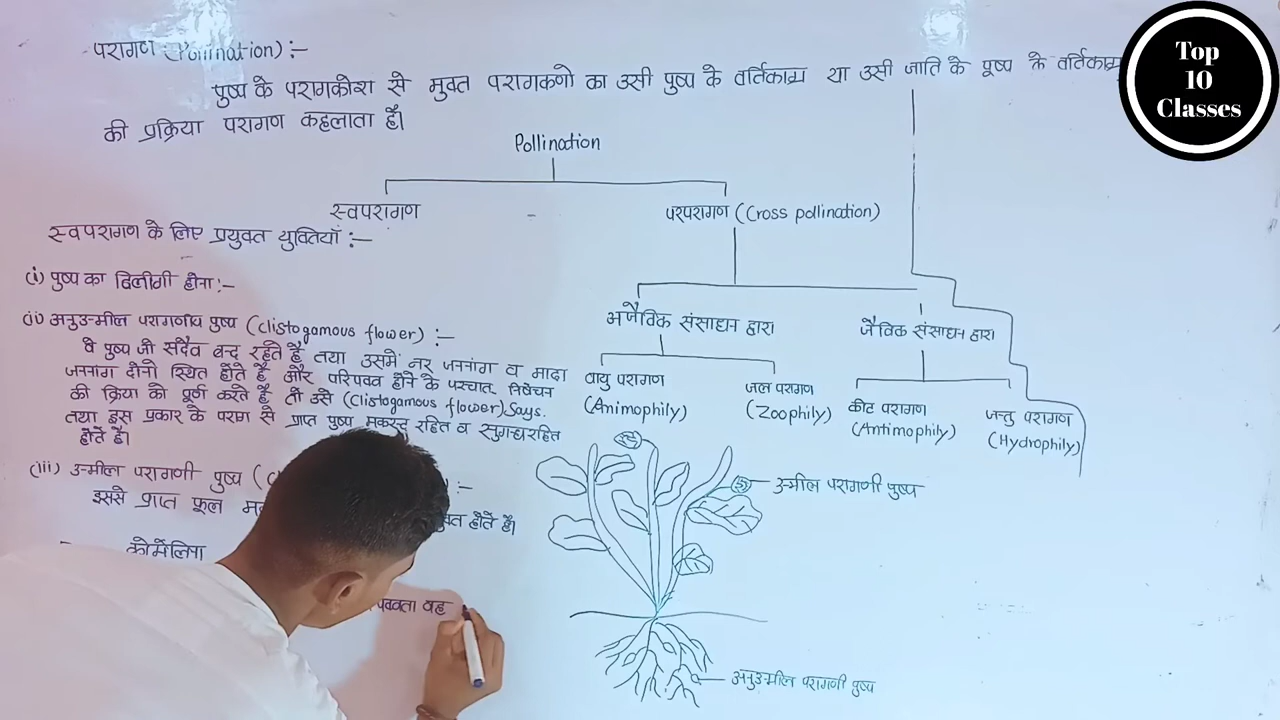 परागण (Pollination) :-
पुष्प के परागकोश से मुक्त परागकणो का उसी पुष्प के वर्तिकाग्र या उसी जाति के पुष्प के वर्तिकाग्र
की प्रक्रिया परागण कहलाता है।
Pollination
स्वपरागण
परपरागण (Cross pollination)
स्वपरागण के लिए प्रयुक्त युक्तियाँ :-
(i) पुष्प का द्विलींगी होना :-
(ii) अनुउन्मील परागणीय पुष्प (Clistogamous flower) :-
वे पुष्प जो सदैव बन्द रहते है तथा उसमें नर जननांग व मादा
जननांग दोनो स्थित होते है और परिपक्व होने के पश्चात् निषेचन
की क्रिया को पूर्ण करते है तो इसे (Clistogamous flower) Says.
तथा इस प्रकार के परागण से प्राप्त पुष्प मकरन्द रहित व सुगन्धरहित
होते है।
(iii) उन्मील परागणी पुष्प (
:-
इससे प्राप्त फूल
होते है।
कोमेलिना
वह
अजैविक संसाधन द्वारा
जैविक संसाधन द्वारा
वायु परागण
(Animophily)
जल परागण
(Zoophily)
कीट परागण
(Antimophily)
जन्तु परागण
(Hydrophily)
उन्मील परागणी पुष्प
अनुउन्मील परागणी पुष्प
Top
10
Classes